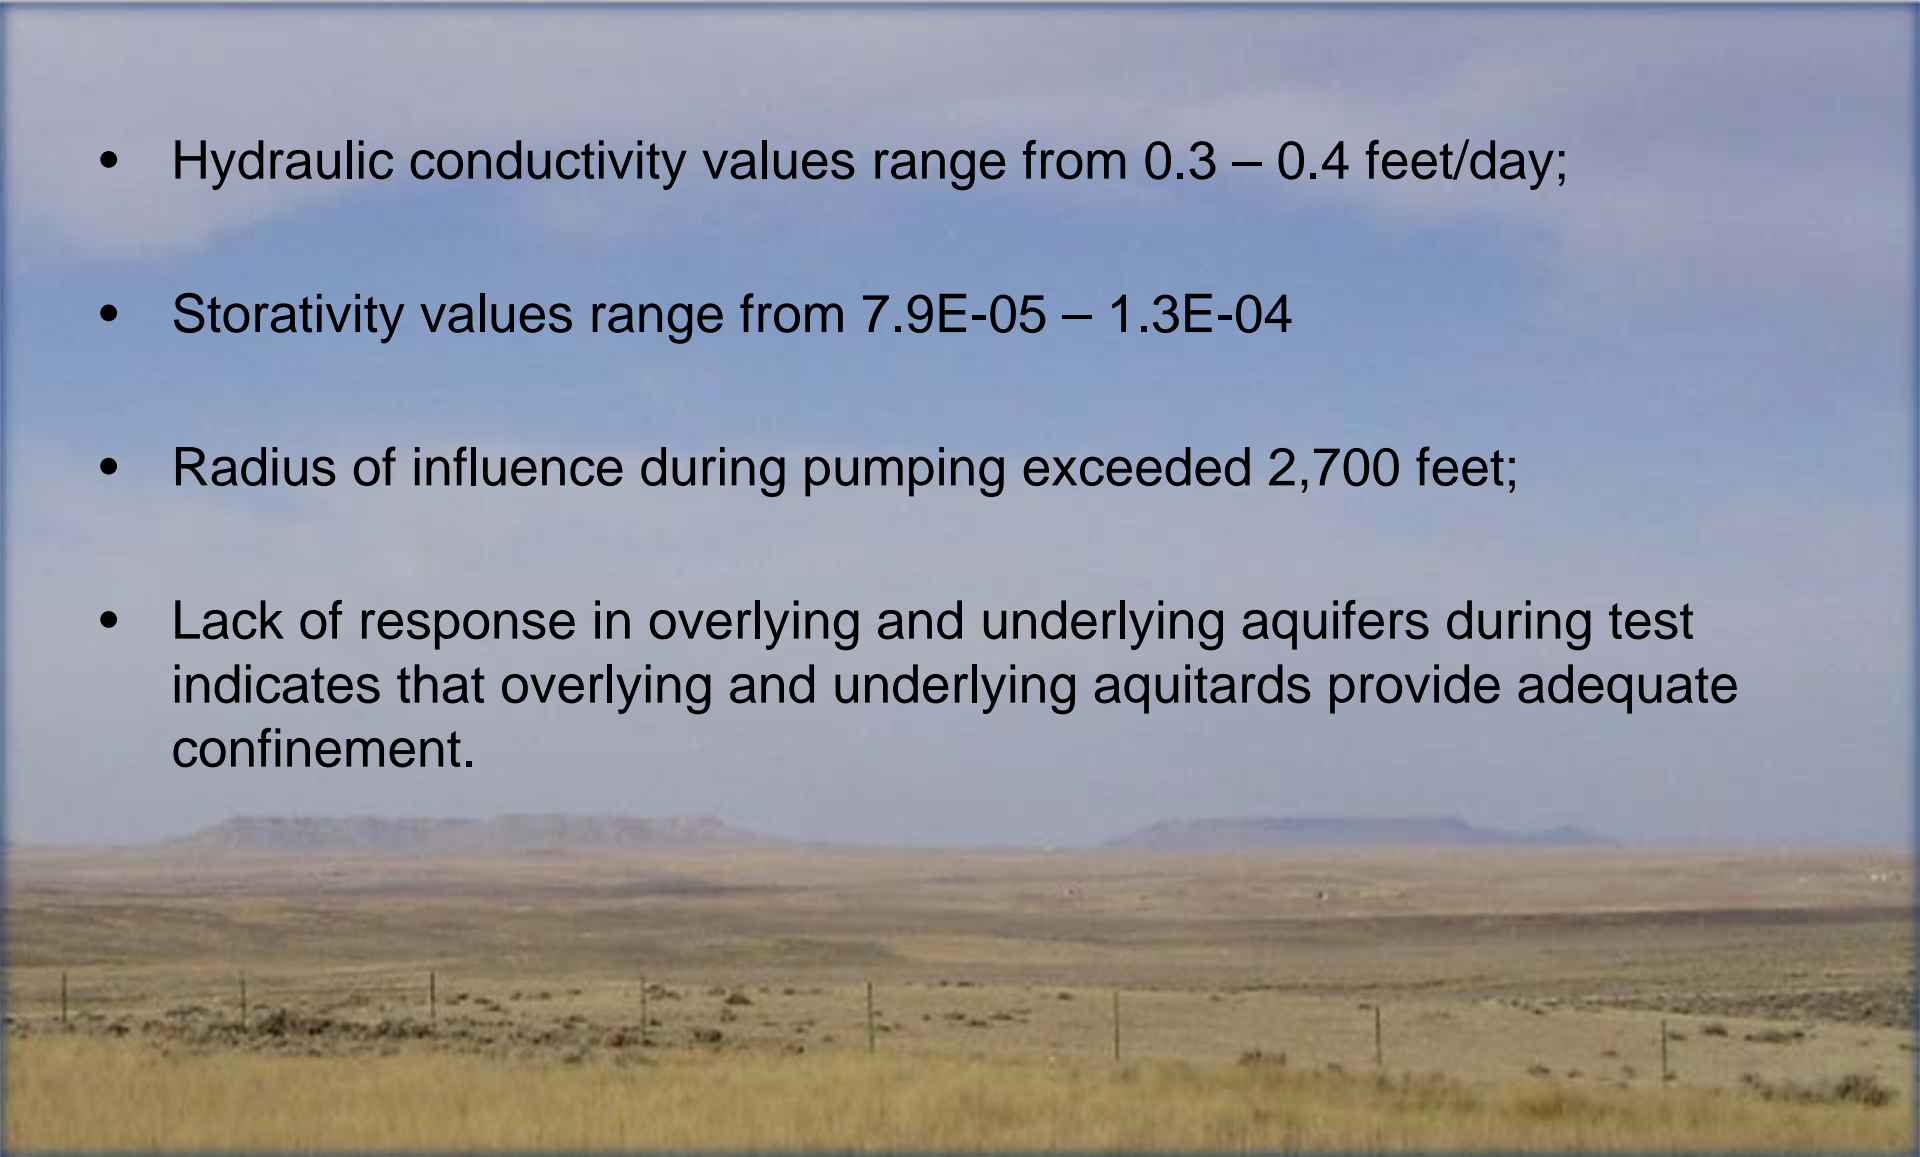 • Hydraulic conductivity values range from 0.3 – 0.4 feet/day;
• Storativity values range from 7.9E-05 – 1.3E-04
• Radius of influence during pumping exceeded 2,700 feet;
• Lack of response in overlying and underlying aquifers during test
indicates that overlying and underlying aquitards provide adequate
confinement.